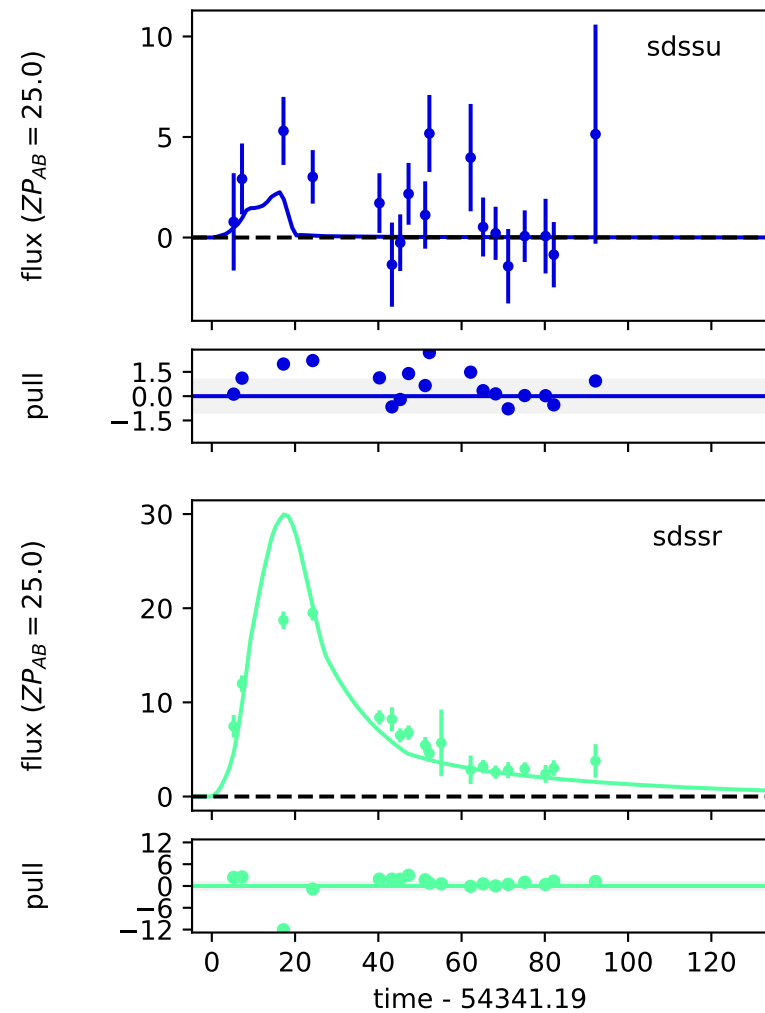 sdssu
flux (ZP_AB = 25.0)
10
5
0
pull
1.5
0.0
−1.5
sdssr
flux (ZP_AB = 25.0)
30
20
10
0
pull
12
6
0
−6
−12
0 20 40 60 80 100 120
time - 54341.19